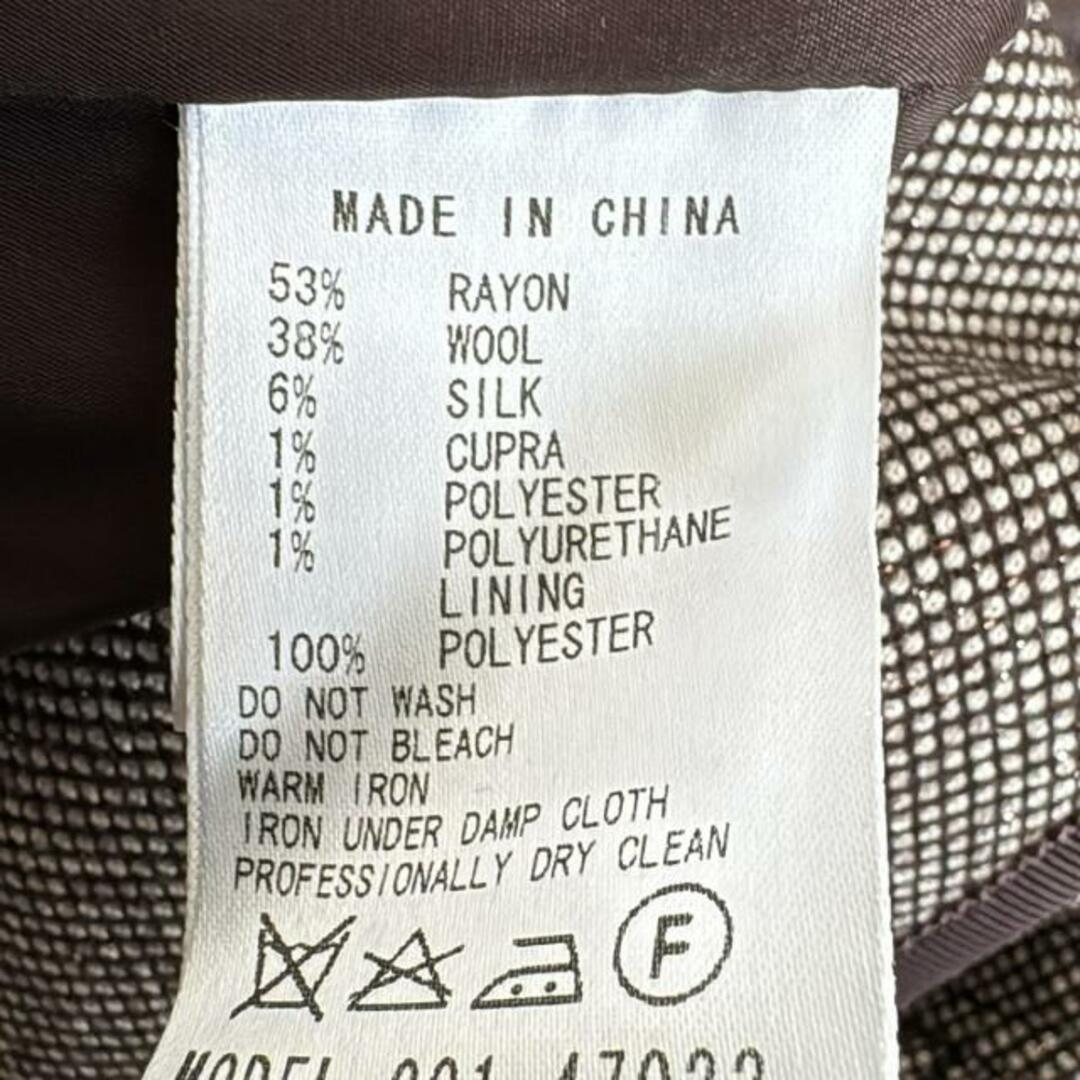 MADE IN CHINA
53% RAYON
38% WOOL
6% SILK
1% CUPRA
1% POLYESTER
1% POLYURETHANE
LINING
100% POLYESTER
DO NOT WASH
DO NOT BLEACH
WARM IRON
IRON UNDER DAMP CLOTH
PROFESSIONALLY DRY CLEAN
F
MODEL